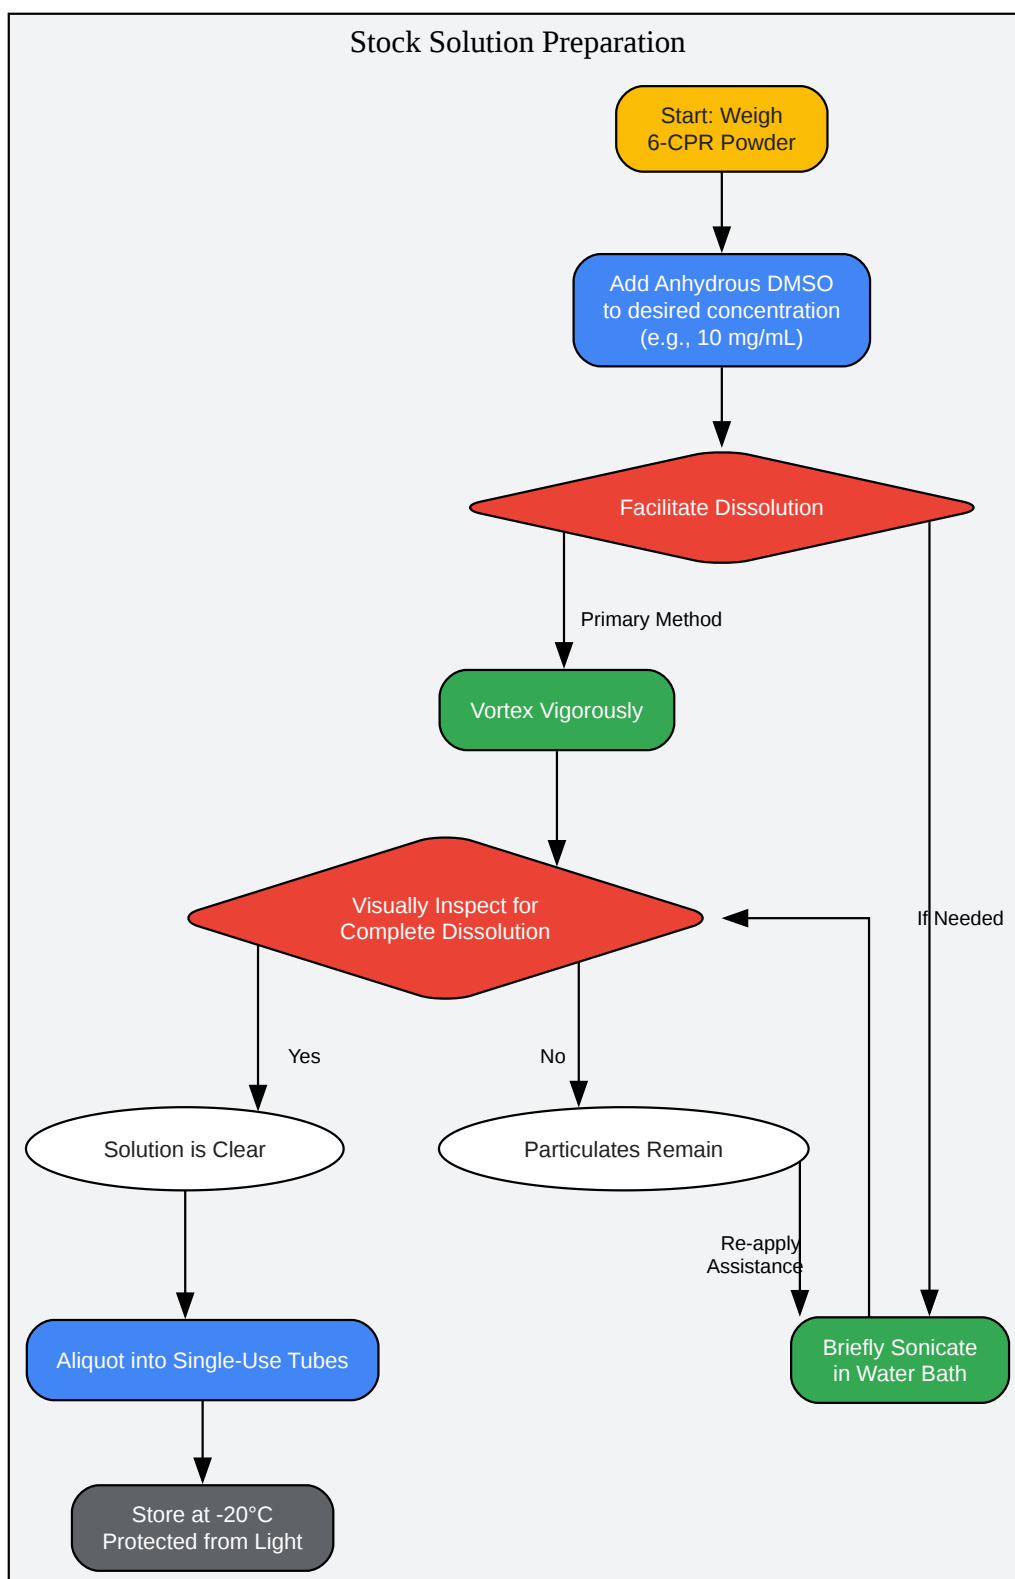 Stock Solution Preparation
Start: Weigh
6-CPR Powder
Add Anhydrous DMSO
to desired concentration
(e.g., 10 mg/mL)
Facilitate Dissolution
Primary Method
Vortex Vigorously
Visually Inspect for
Complete Dissolution
If Needed
Yes
No
Solution is Clear
Particulates Remain
Re-apply
Assistance
Aliquot into Single-Use Tubes
Briefly Sonicate
in Water Bath
Store at -20°C
Protected from Light